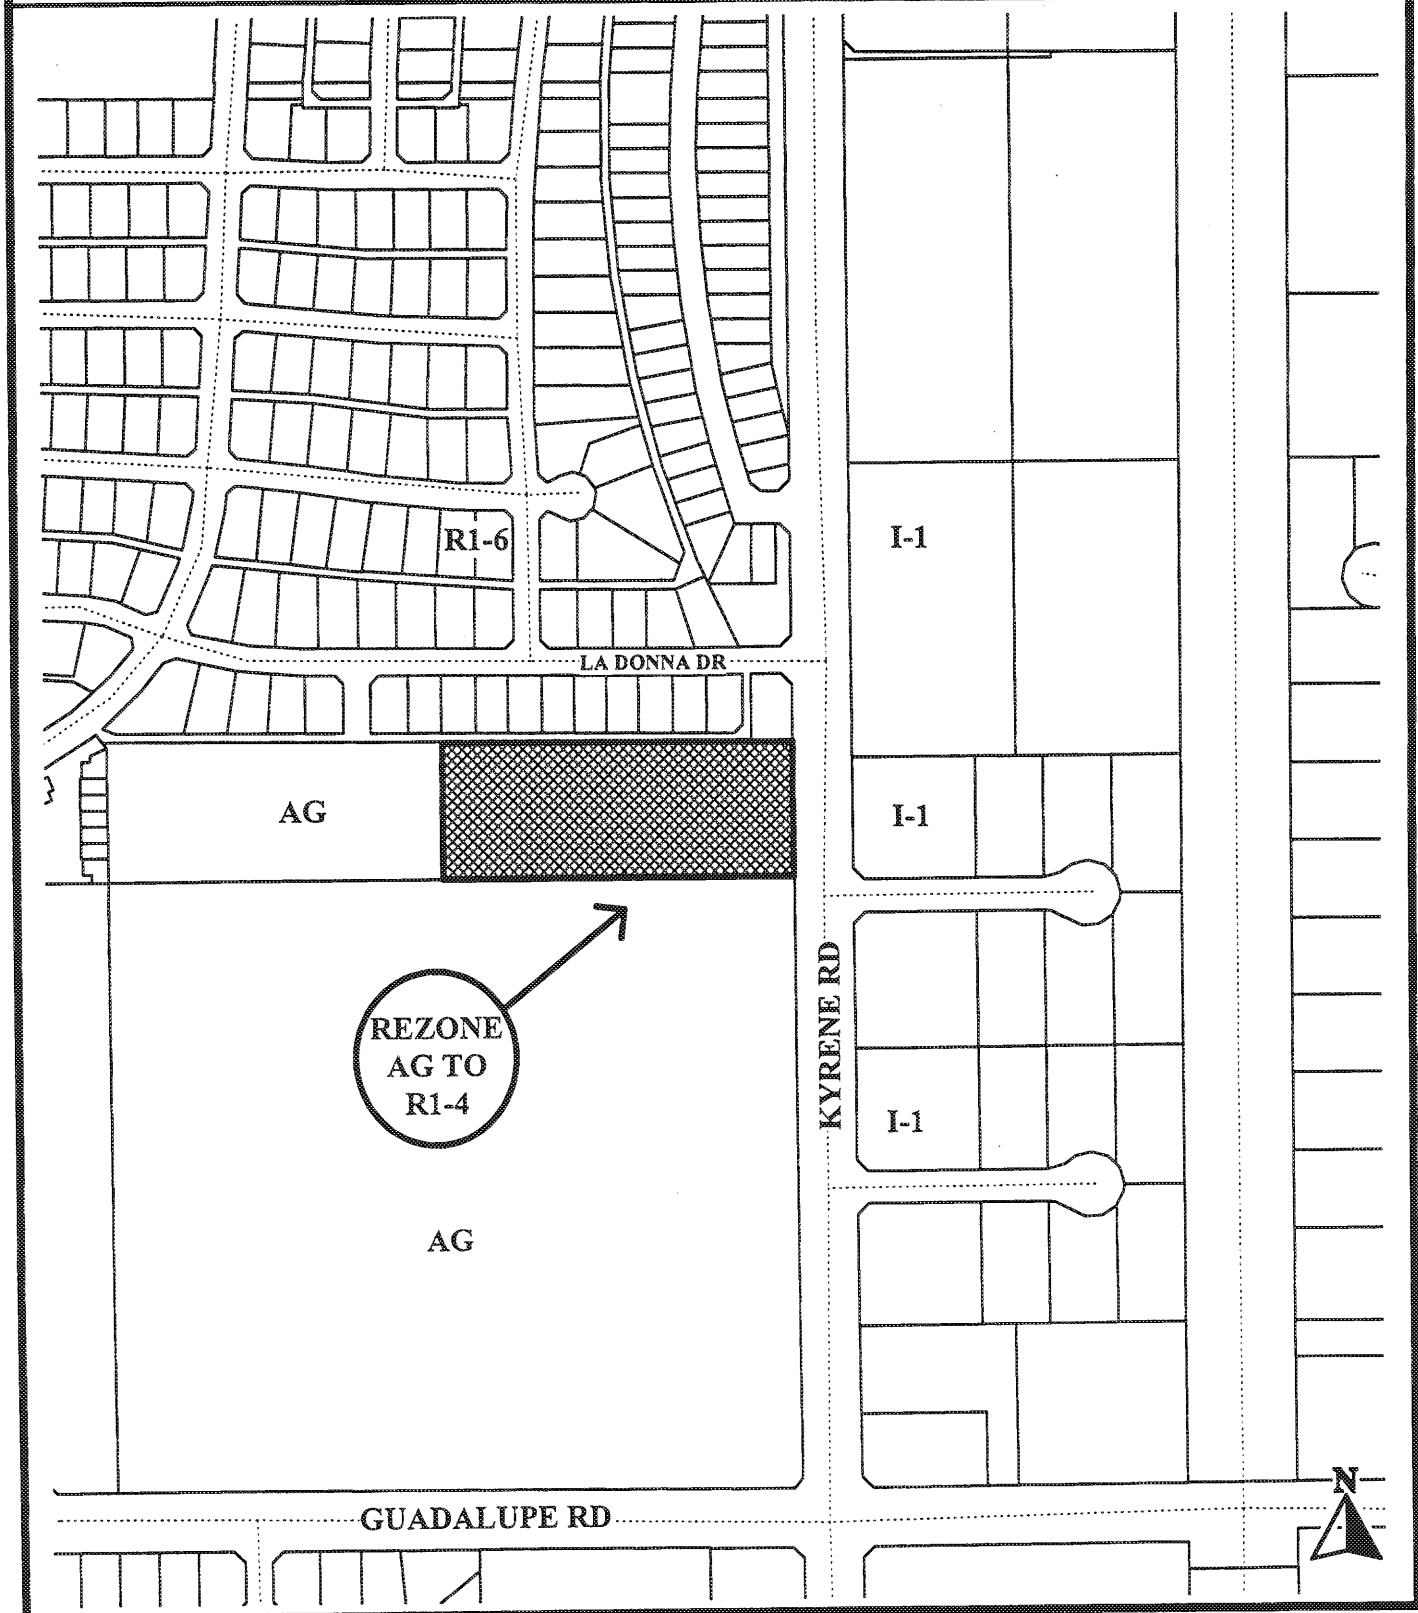 R1-6
I-1
LA DONNA DR
AG
I-1
REZONE
AG TO
R1-4
KYRENE RD
I-1
AG
N
GUADALUPE RD